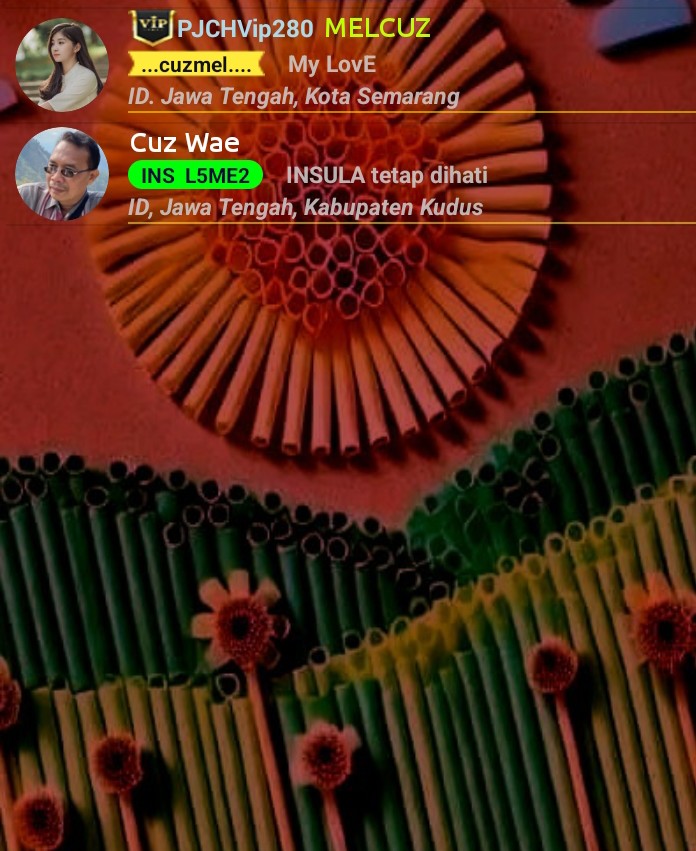 VIP PJCHVip280 MELCUZ
...cuzmel.... My LovE
ID. Jawa Tengah, Kota Semarang
Cuz Wae
INS L5ME2 INSULA tetap dihati
ID, Jawa Tengah, Kabupaten Kudus